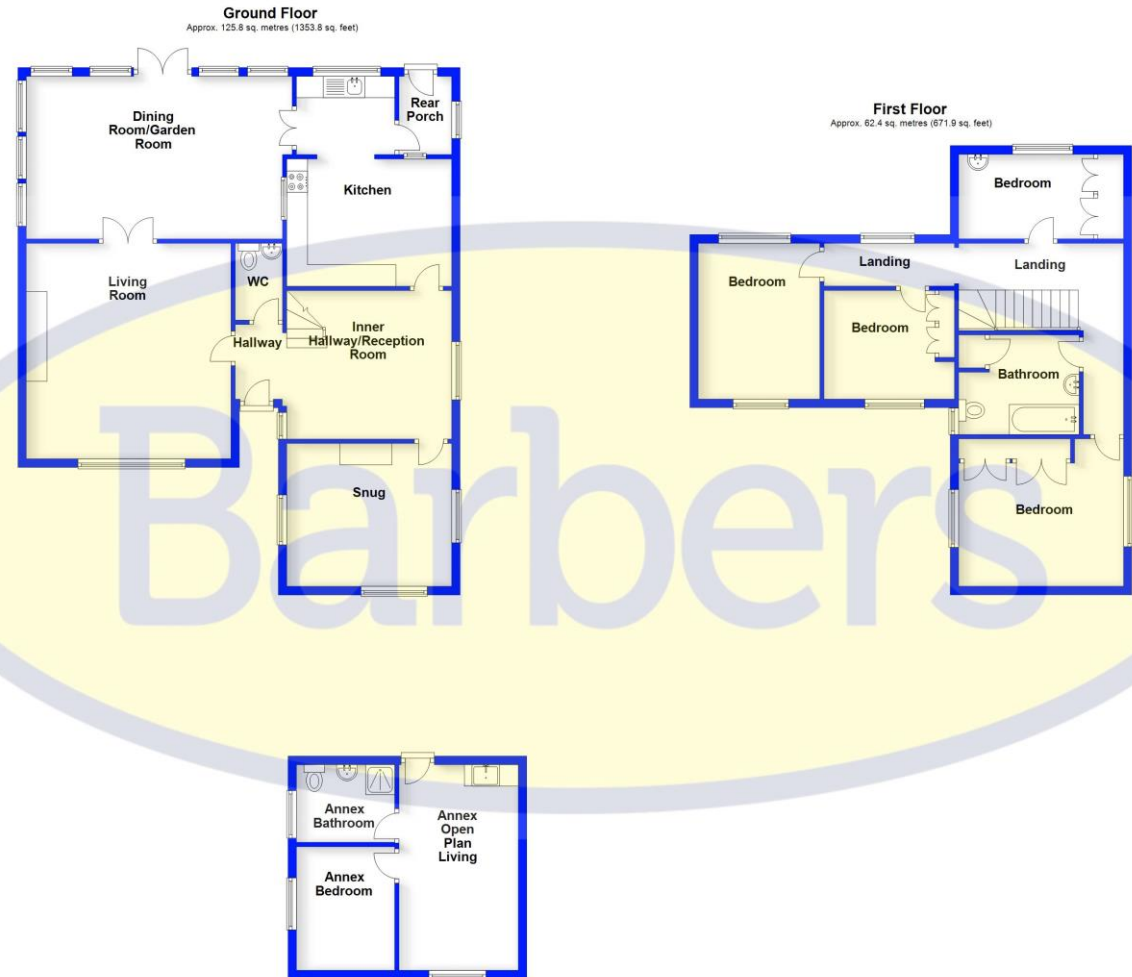 Ground Floor
Approx. 125.8 sq. metres (1353.8 sq. feet)
Dining
Room/Garden
Room
Rear
Porch
Kitchen
Living
Room
WC
Hallway
Inner
Hallway/Reception
Room
Snug
First Floor
Approx. 62.4 sq. metres (671.9 sq. feet)
Bedroom
Landing
Landing
Bedroom
Bedroom
Bathroom
Bedroom
Barbers
Annex
Bathroom
Annex
Open
Plan
Living
Annex
Bedroom